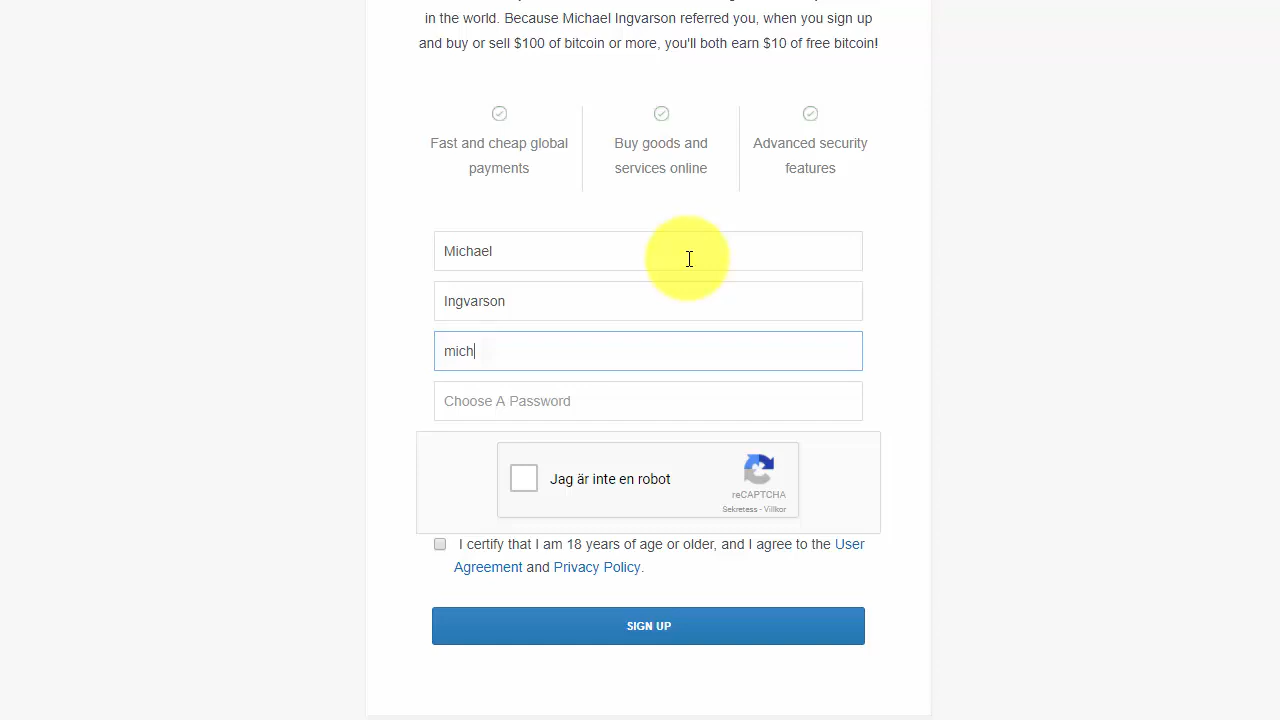 in the world. Because Michael Ingvarson referred you, when you sign up
and buy or sell $100 of bitcoin or more, you'll both earn $10 of free bitcoin!
Fast and cheap global
payments
Buy goods and
services online
Advanced security
features
Michael
Ingvarson
mich
Choose A Password
Jag är inte en robot
reCAPTCHA
Sekretess - Villkor
I certify that I am 18 years of age or older, and I agree to the User
Agreement and Privacy Policy.
SIGN UP